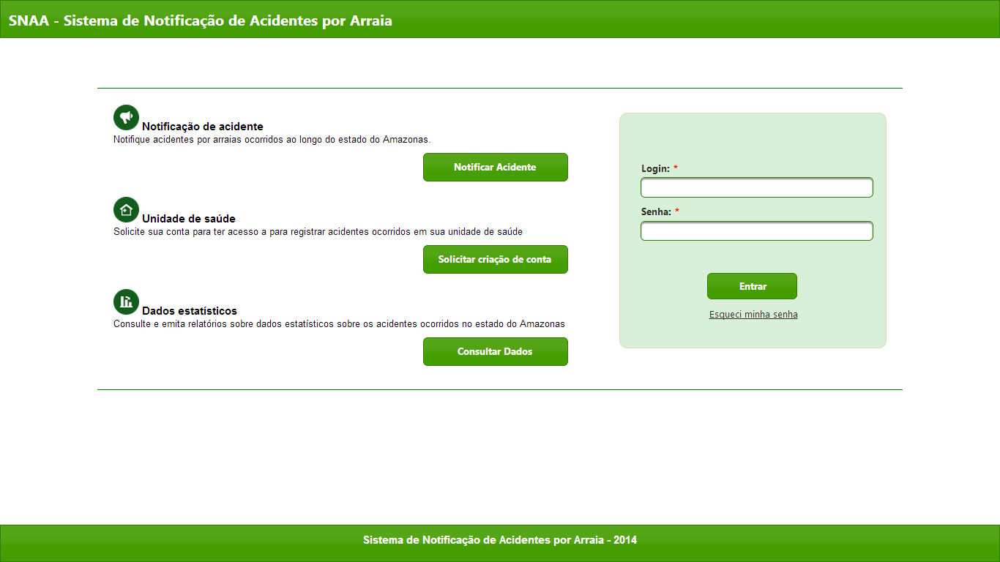 SNAA - Sistema de Notificação de Acidentes por Arraia
Notificação de acidente
Notifique acidentes por arraias ocorridos ao longo do estado do Amazonas.
Notificar Acidente
Unidade de saúde
Solicite sua conta para ter acesso a para registrar acidentes ocorridos em sua unidade de saúde
Solicitar criação de conta
Dados estatísticos
Consulte e emita relatórios sobre dados estatísticos sobre os acidentes ocorridos no estado do Amazonas
Consultar Dados
Login: *
Senha: *
Entrar
Esqueci minha senha
Sistema de Notificação de Acidentes por Arraia - 2014